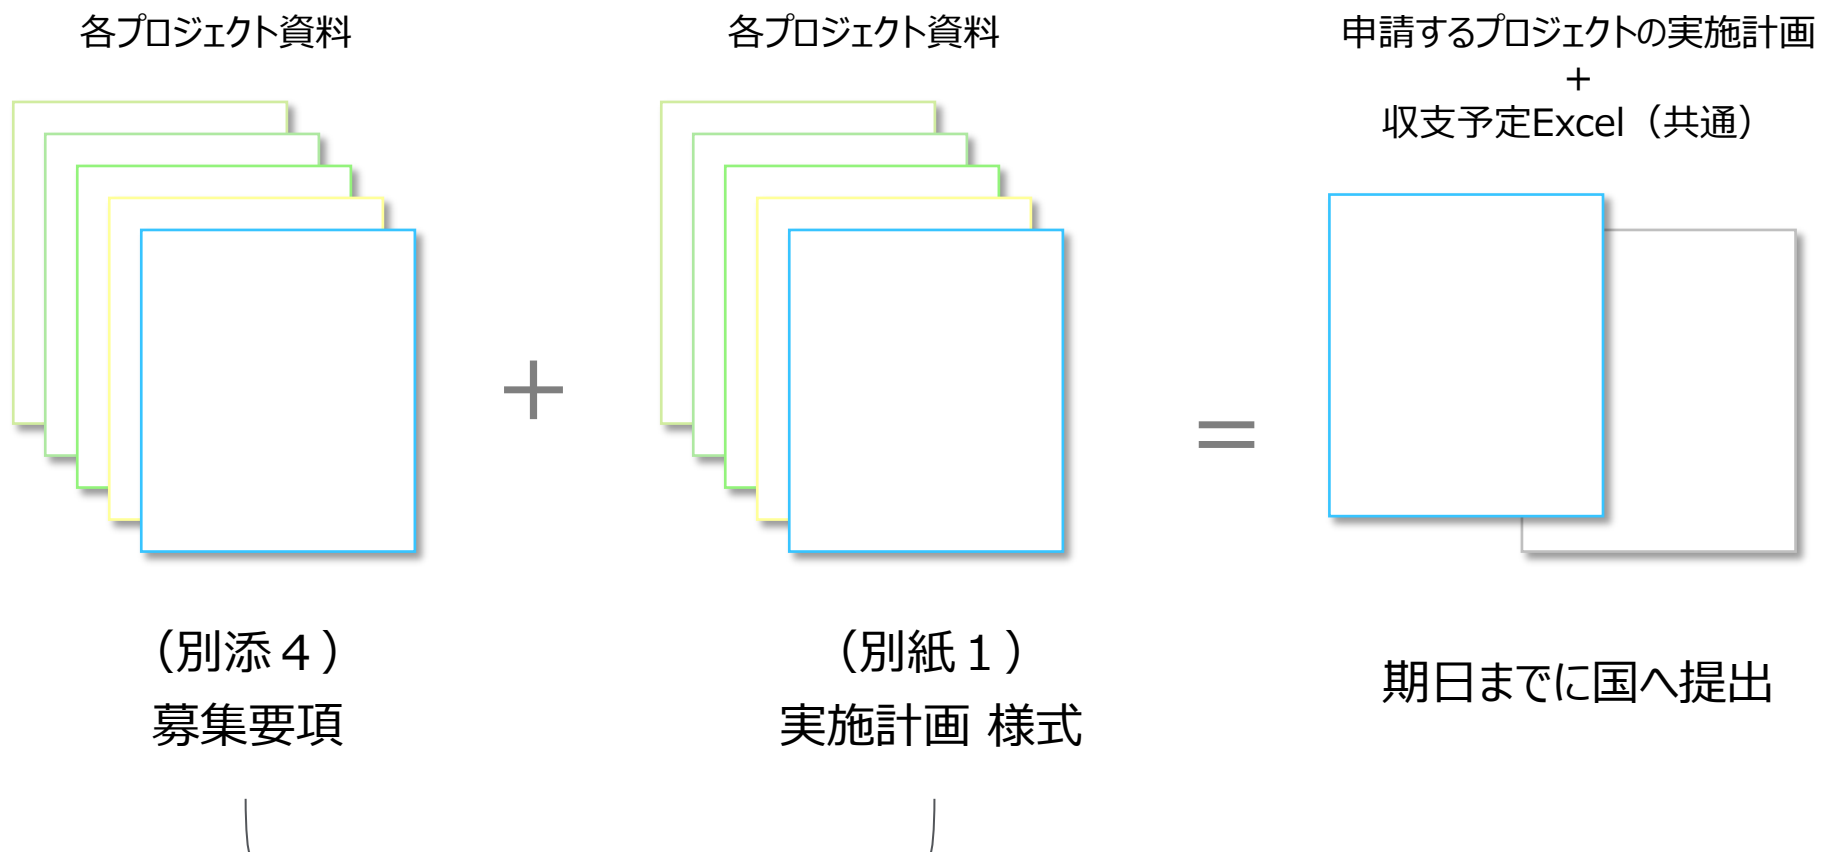 各プロジェクト資料
各プロジェクト資料
申請するプロジェクトの実施計画
+
収支予定Excel（共通）
+
=
（別添４）
募集要項
（別紙１）
実施計画 様式
期日までに国へ提出